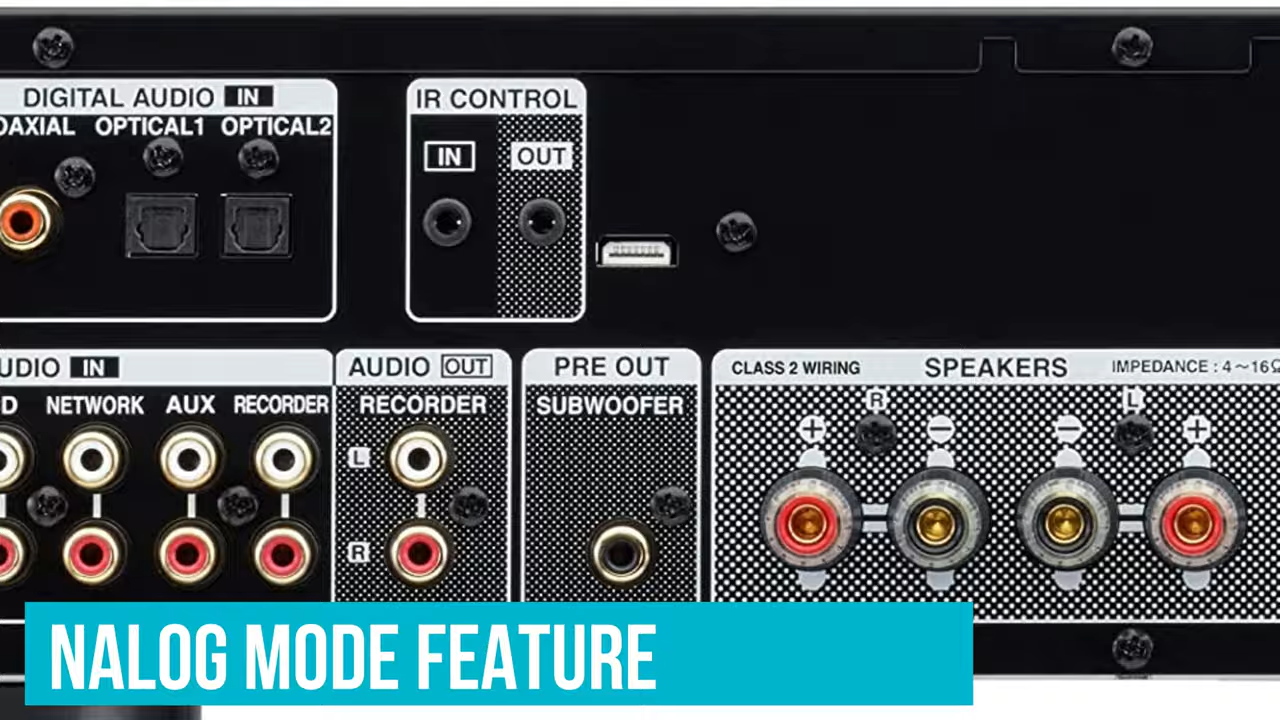 DIGITAL AUDIO IN
OAXIAL OPTICAL1 OPTICAL2
IR CONTROL
IN OUT
UDIO IN
D NETWORK AUX RECORDER
AUDIO OUT
RECORDER
L
R
PRE OUT
SUBWOOFER
CLASS 2 WIRING SPEAKERS IMPEDANCE : 4~16Ω
R L
+ − − +
NALOG MODE FEATURE